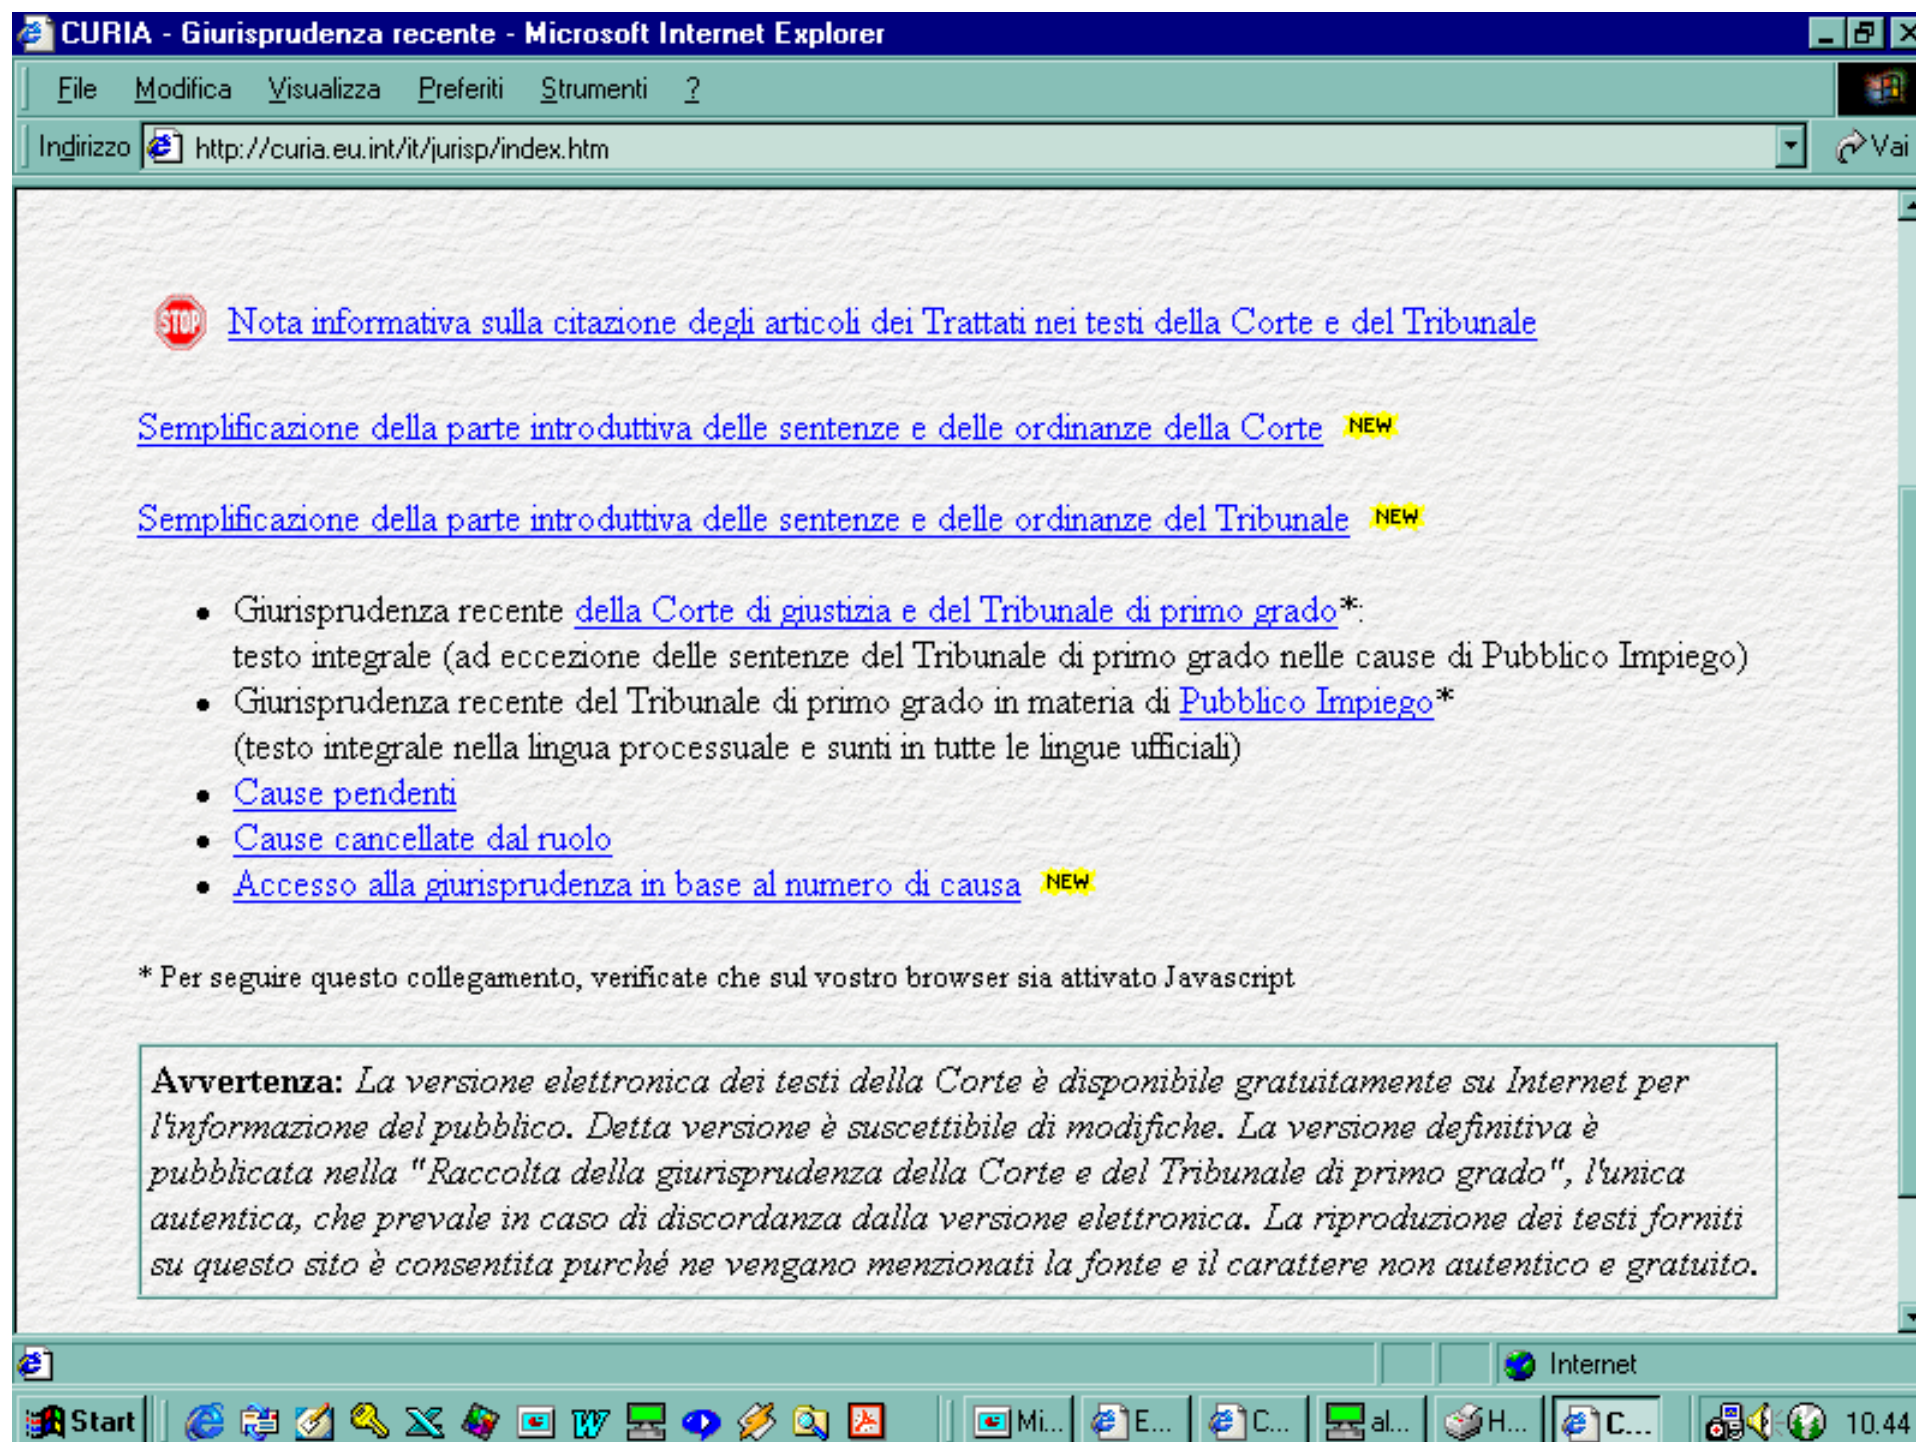 CURIA - Giurisprudenza recente - Microsoft Internet Explorer
File Modifica Visualizza Preferiti Strumenti ?
Indirizzo http://curia.eu.int/it/jurisp/index.htm Vai
STOP Nota informativa sulla citazione degli articoli dei Trattati nei testi della Corte e del Tribunale
Semplificazione della parte introduttiva delle sentenze e delle ordinanze della Corte NEW
Semplificazione della parte introduttiva delle sentenze e delle ordinanze del Tribunale NEW
• Giurisprudenza recente della Corte di giustizia e del Tribunale di primo grado*:
testo integrale (ad eccezione delle sentenze del Tribunale di primo grado nelle cause di Pubblico Impiego)
• Giurisprudenza recente del Tribunale di primo grado in materia di Pubblico Impiego*
(testo integrale nella lingua processuale e sunti in tutte le lingue ufficiali)
• Cause pendenti
• Cause cancellate dal ruolo
• Accesso alla giurisprudenza in base al numero di causa NEW
* Per seguire questo collegamento, verificate che sul vostro browser sia attivato Javascript
Avvertenza: La versione elettronica dei testi della Corte è disponibile gratuitamente su Internet per
l'informazione del pubblico. Detta versione è suscettibile di modifiche. La versione definitiva è
pubblicata nella "Raccolta della giurisprudenza della Corte e del Tribunale di primo grado", l'unica
autentica, che prevale in caso di discordanza dalla versione elettronica. La riproduzione dei testi forniti
su questo sito è consentita purché ne vengano menzionati la fonte e il carattere non autentico e gratuito.
Internet
Start Mi... E... C... al... H... C... 10.44